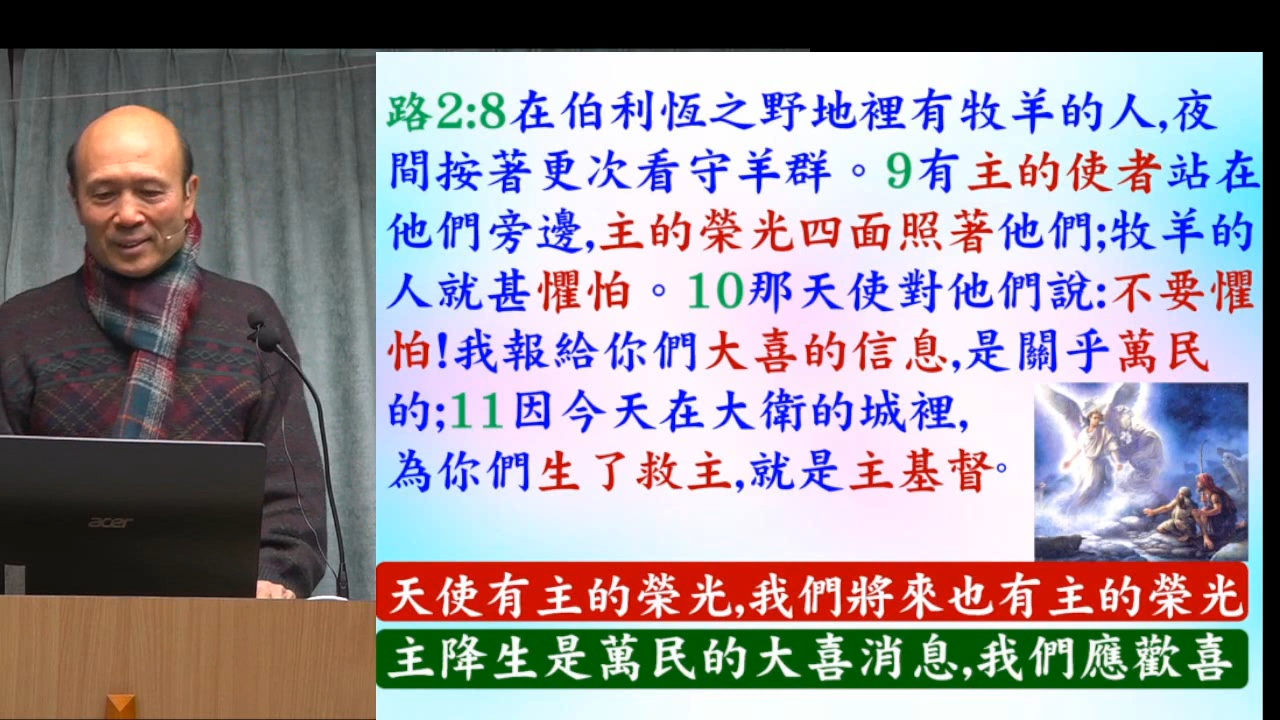 路2:8在伯利恆之野地裡有牧羊的人,夜
間按著更次看守羊群。9有主的使者站在
他們旁邊,主的榮光四面照著他們;牧羊的
人就甚懼怕。10那天使對他們說:不要懼
怕!我報給你們大喜的信息,是關乎萬民
的;11因今天在大衛的城裡,
為你們生了救主,就是主基督。
天使有主的榮光,我們將來也有主的榮光
主降生是萬民的大喜消息,我們應歡喜
acer